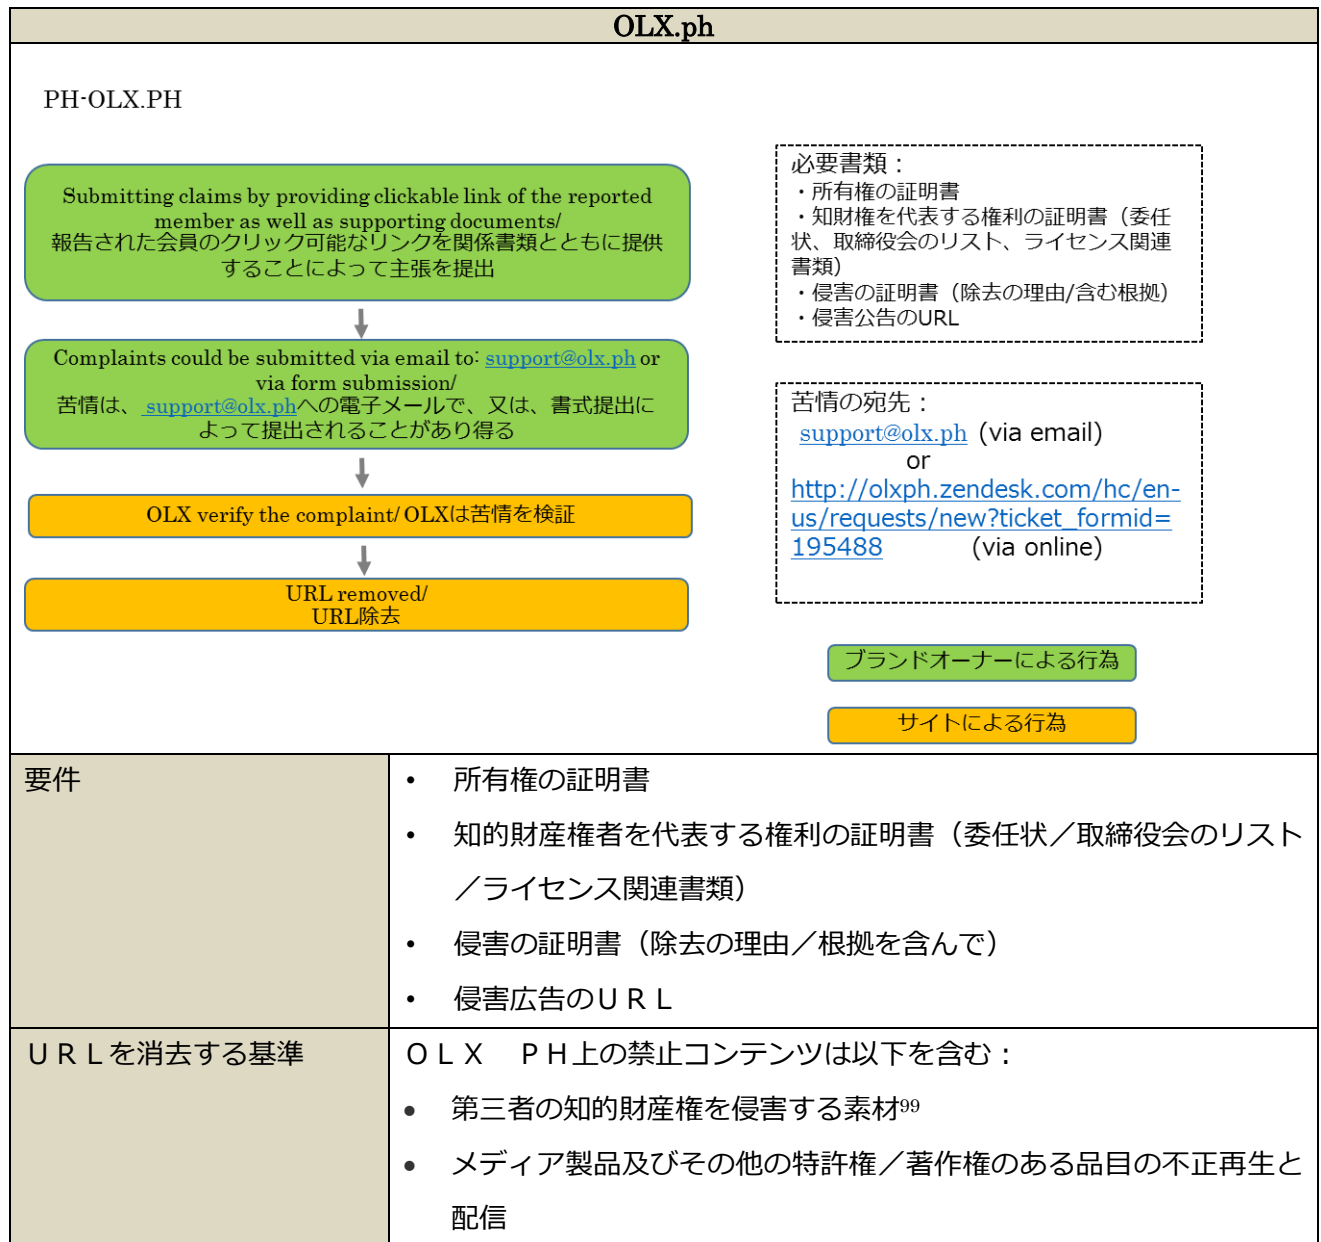 OLX.ph
PH-OLX.PH
Submitting claims by providing clickable link of the reported
member as well as supporting documents/
報告された会員のクリック可能なリンクを関係書類とともに提供
することによって主張を提出
Complaints could be submitted via email to: support@olx.ph or
via form submission/
苦情は、 support@olx.phへの電子メールで、又は、書式提出に
よって提出されることがあり得る
OLX verify the complaint/ OLXは苦情を検証
URL removed/
URL除去
必要書類：
・所有権の証明書
・知財権を代表する権利の証明書（委任
状、取締役会のリスト、ライセンス関連
書類）
・侵害の証明書（除去の理由/含む根拠）
・侵害公告のURL
苦情の宛先：
support@olx.ph (via email)
or
http://olxph.zendesk.com/hc/en-
us/requests/new?ticket_formid=
195488 (via online)
ブランドオーナーによる行為
サイトによる行為
要件
• 所有権の証明書
• 知的財産権者を代表する権利の証明書（委任状／取締役会のリスト
／ライセンス関連書類）
• 侵害の証明書（除去の理由／根拠を含んで）
• 侵害広告のＵＲＬ
ＵＲＬを消去する基準
ＯＬＸ　ＰＨ上の禁止コンテンツは以下を含む：
• 第三者の知的財産権を侵害する素材99
• メディア製品及びその他の特許権／著作権のある品目の不正再生と
配信